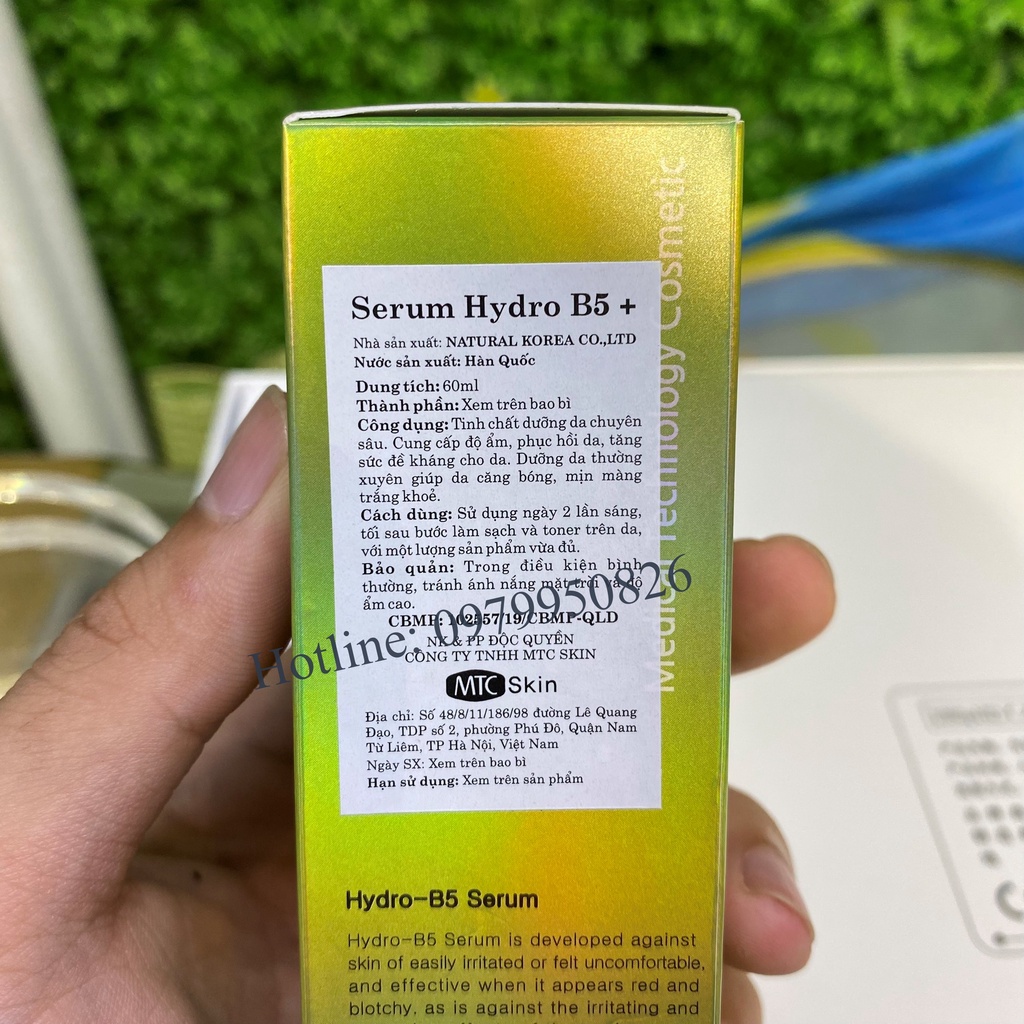 Serum Hydro B5 +
Nhà sản xuất: NATURAL KOREA CO.,LTD
Nước sản xuất: Hàn Quốc
Dung tích: 60ml
Thành phần: Xem trên bao bì
Công dụng: Tinh chất dưỡng da chuyên
sâu. Cung cấp độ ẩm, phục hồi da, tăng
sức đề kháng cho da. Dưỡng da thường
xuyên giúp da căng bóng, mịn màng
trắng khoẻ.
Cách dùng: Sử dụng ngày 2 lần sáng,
tối sau bước làm sạch và toner trên da,
với một lượng sản phẩm vừa đủ.
Bảo quản: Trong điều kiện bình
thường, tránh ánh nắng mặt trời và độ
ẩm cao.
CBMP: 102557/19/CBMP-QLD
NK & PP ĐỘC QUYỀN
CÔNG TY TNHH MTC SKIN
MTC Skin
Địa chỉ: Số 48/8/11/186/98 đường Lê Quang
Đạo, TDP số 2, phường Phú Đô, Quận Nam
Từ Liêm, TP Hà Nội, Việt Nam
Ngày SX: Xem trên bao bì
Hạn sử dụng: Xem trên sản phẩm
Hotline: 0979950826
Medical Technology Cosmetic
Hydro-B5 Serum
Hydro-B5 Serum is developed against
skin of easily irritated or felt uncomfortable,
and effective when it appears red and
blotchy, as is against the irritating and